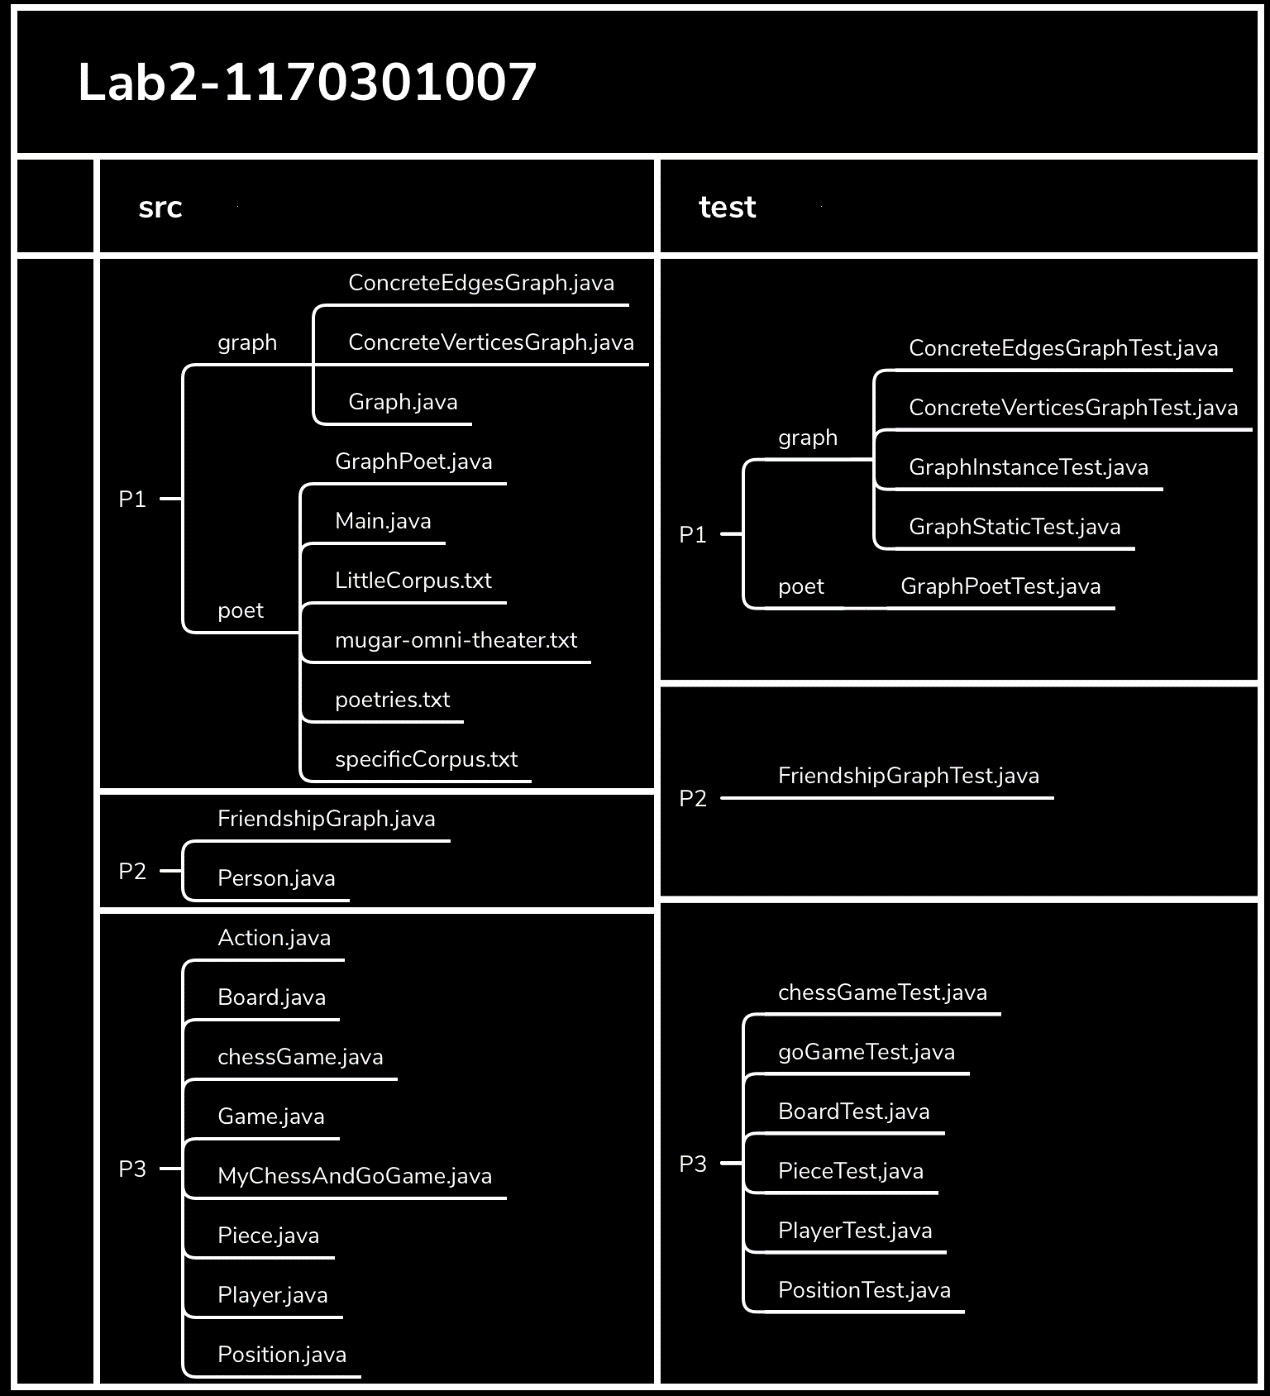 Lab2-1170301007
src
test
P1
graph
ConcreteEdgesGraph.java
ConcreteVerticesGraph.java
Graph.java
poet
GraphPoet.java
Main.java
LittleCorpus.txt
mugar-omni-theater.txt
poetries.txt
specificCorpus.txt
P2
FriendshipGraph.java
Person.java
P3
Action.java
Board.java
chessGame.java
Game.java
MyChessAndGoGame.java
Piece.java
Player.java
Position.java
P1
graph
ConcreteEdgesGraphTest.java
ConcreteVerticesGraphTest.java
GraphInstanceTest.java
GraphStaticTest.java
poet
GraphPoetTest.java
P2
FriendshipGraphTest.java
P3
chessGameTest.java
goGameTest.java
BoardTest.java
PieceTest,java
PlayerTest.java
PositionTest.java